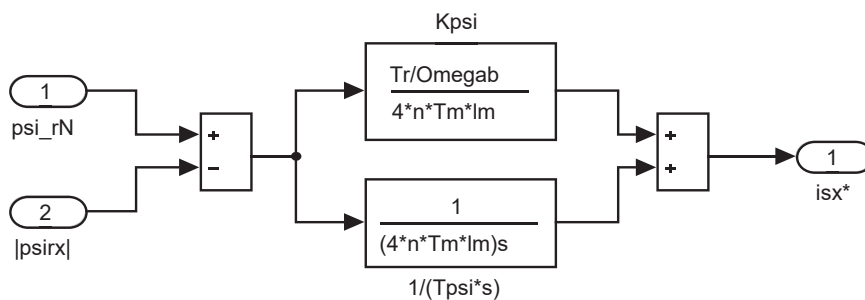 Kpsi
Tr/Omegab
4*n*Tm*lm
1
psi_rN
+
−
+
+
1
isx*
2
|psirx|
1
(4*n*Tm*lm)s
1/(Tpsi*s)